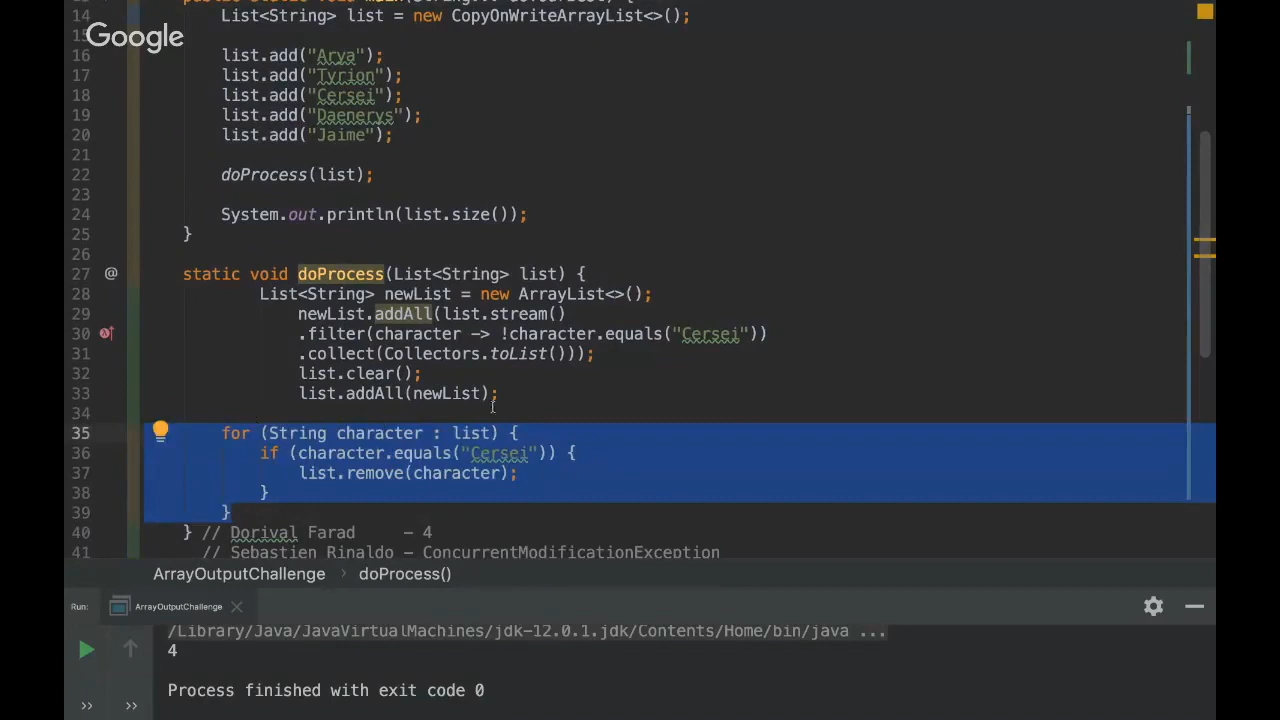 Google
14 List<String> list = new CopyOnWriteArrayList<>();
15
16 list.add("Arya");
17 list.add("Tyrion");
18 list.add("Cersei");
19 list.add("Daenerys");
20 list.add("Jaime");
21
22 doProcess(list);
23
24 System.out.println(list.size());
25 }
26
27 @ static void doProcess(List<String> list) {
28 List<String> newList = new ArrayList<>();
29 newList.addAll(list.stream()
30 .filter(character -> !character.equals("Cersei"))
31 .collect(Collectors.toList()));
32 list.clear();
33 list.addAll(newList);
34
35 for (String character : list) {
36 if (character.equals("Cersei")) {
37 list.remove(character);
38 }
39 }
40 } // Dorival Farad - 4
41 // Sebastien Rinaldo - ConcurrentModificationException
ArrayOutputChallenge › doProcess()
Run: ArrayOutputChallenge
/Library/Java/JavaVirtualMachines/jdk-12.0.1.jdk/Contents/Home/bin/java ...
4
Process finished with exit code 0